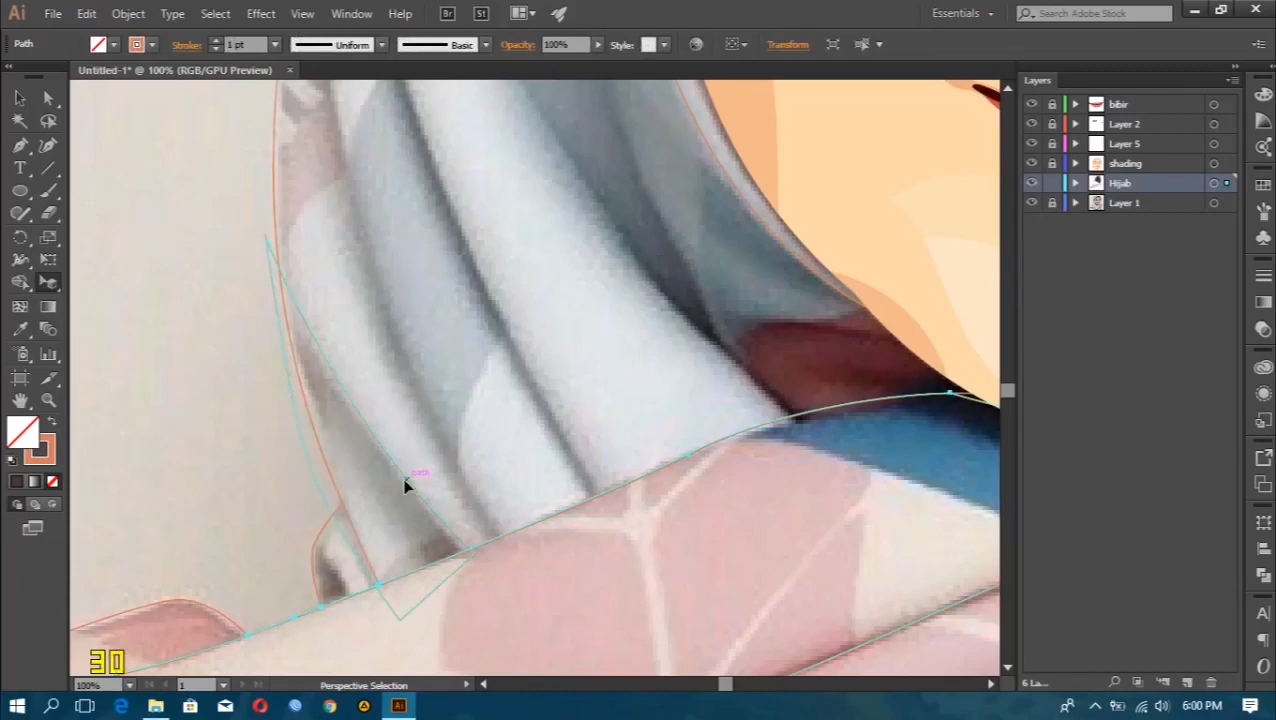 Ai File Edit Object Type Select Effect View Window Help Br St Essentials Search Adobe Stock
Path Stroke: 1 pt Uniform Basic Opacity: 100% Style: Transform
Untitled-1* @ 100% (RGB/GPU Preview)
Layers
bibir
Layer 2
Layer 5
shading
Hijab
Layer 1
path
30
100% 1 Perspective Selection 6 La...
6:00 PM